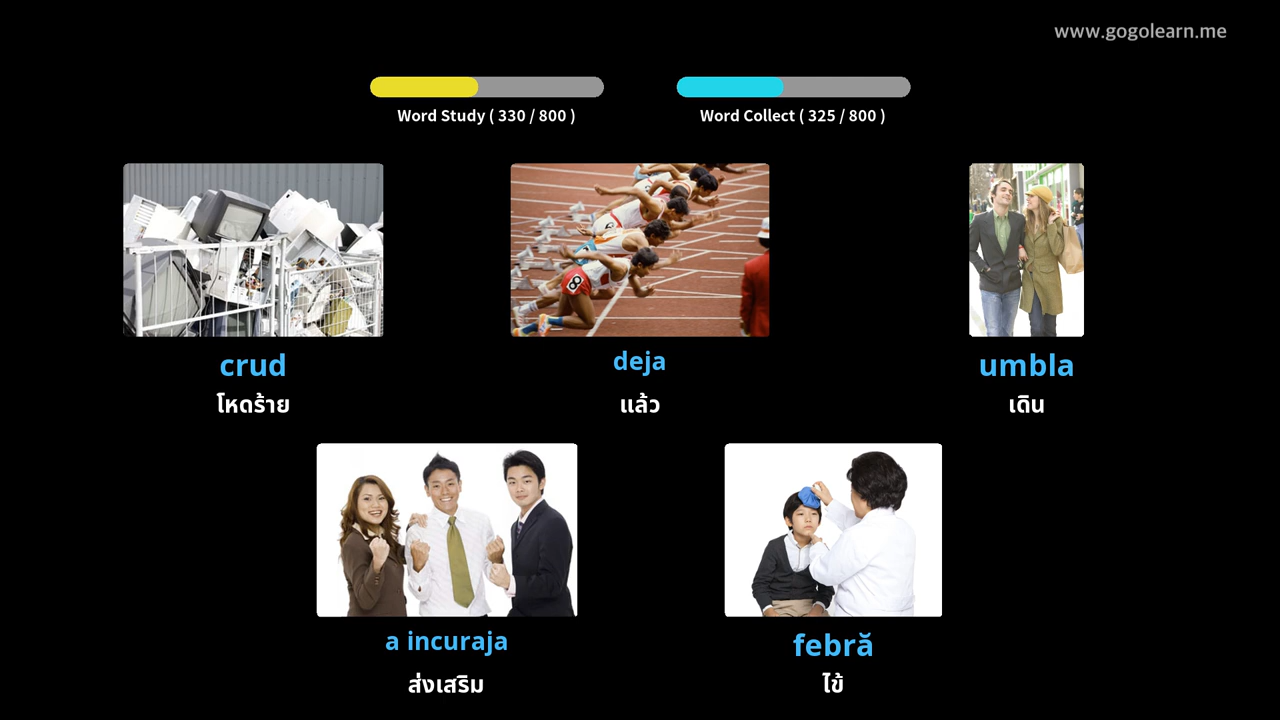 www.gogolearn.me
Word Study ( 330 / 800 )
Word Collect ( 325 / 800 )
crud
โหดร้าย
deja
แล้ว
umbla
เดิน
a incuraja
ส่งเสริม
febră
ไข้